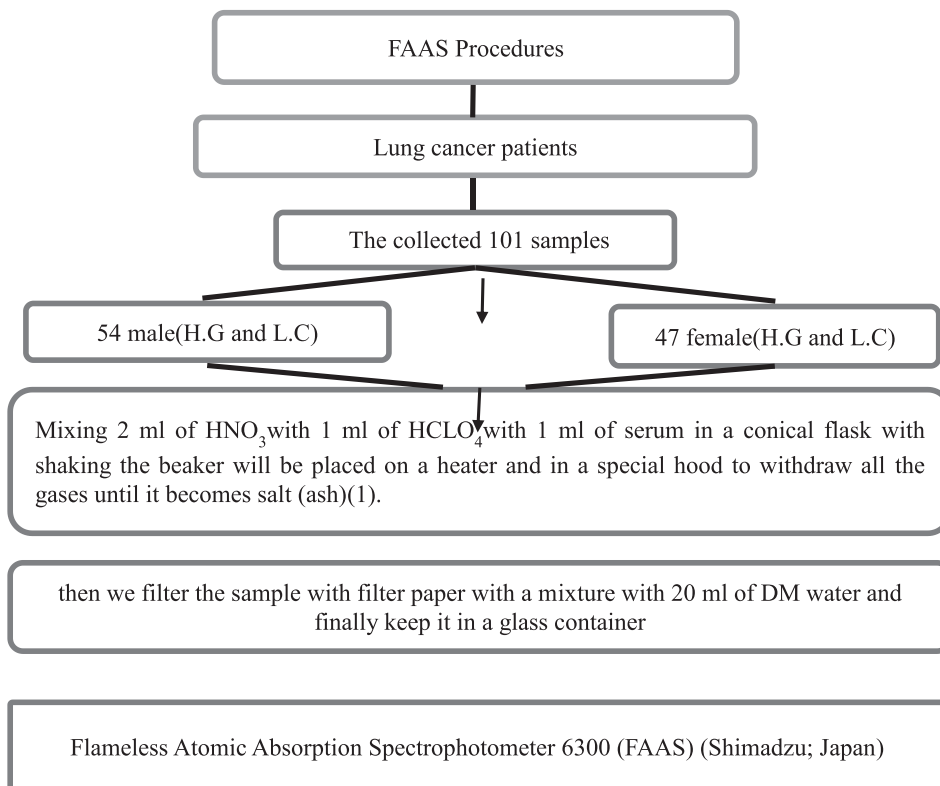 FAAS Procedures
Lung cancer patients
The collected 101 samples
54 male(H.G and L.C)
47 female(H.G and L.C)
Mixing 2 ml of HNO3with 1 ml of HCLO4with 1 ml of serum in a conical flask with
shaking the beaker will be placed on a heater and in a special hood to withdraw all the
gases until it becomes salt (ash)(1).
then we filter the sample with filter paper with a mixture with 20 ml of DM water and
finally keep it in a glass container
Flameless Atomic Absorption Spectrophotometer 6300 (FAAS) (Shimadzu; Japan)